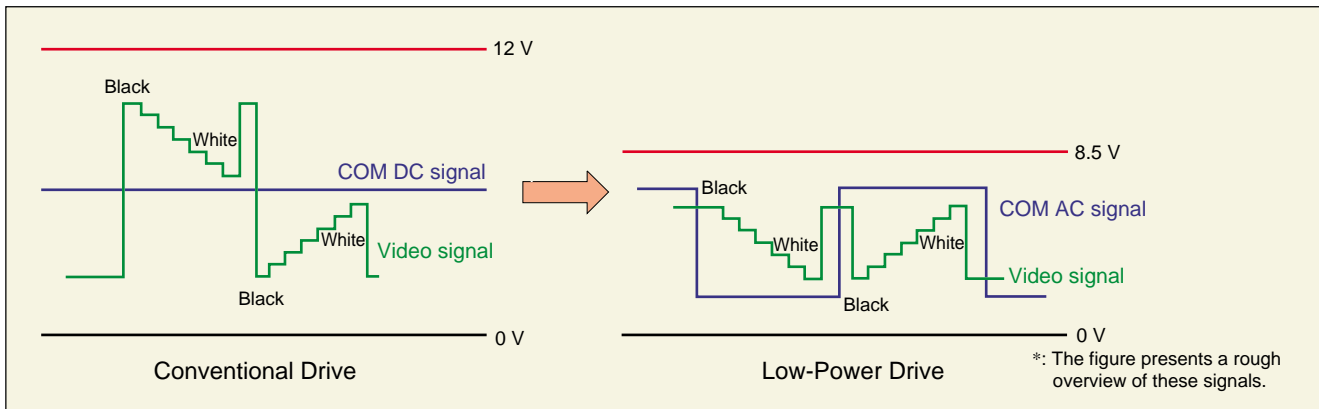 12 V
Black
White
COM DC signal
White
Video signal
Black
0 V
Conventional Drive
8.5 V
Black
COM AC signal
White
White
Video signal
Black
0 V
Low-Power Drive
*: The figure presents a rough
overview of these signals.